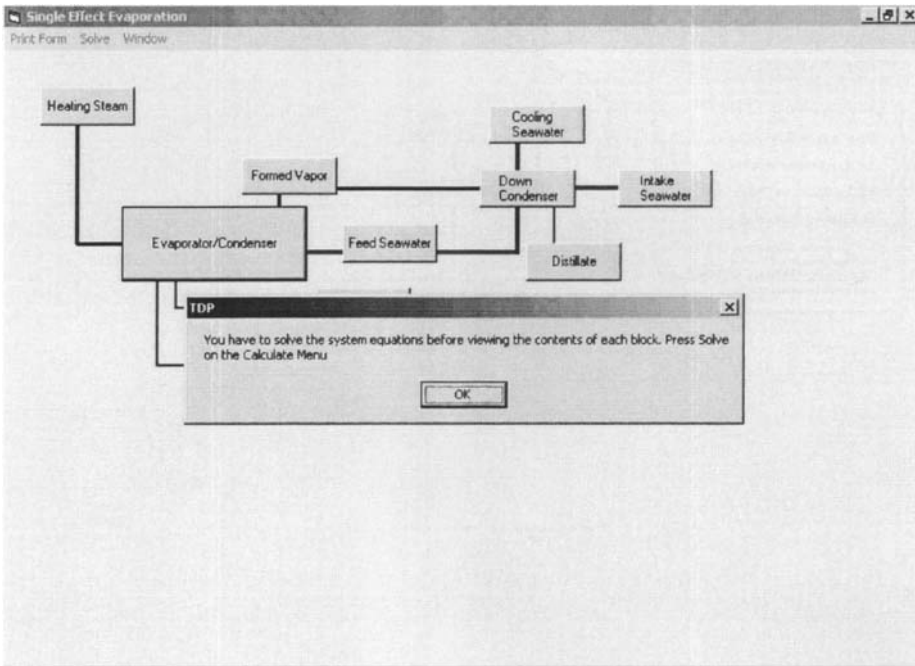 Single Effect Evaporation
Print Form Solve Window
Heating Steam
Cooling
Seawater
Formed Vapor
Down
Condenser
Intake
Seawater
Evaporator/Condenser
Feed Seawater
Distillate
TDP
You have to solve the system equations before viewing the contents of each block. Press Solve
on the Calculate Menu
OK